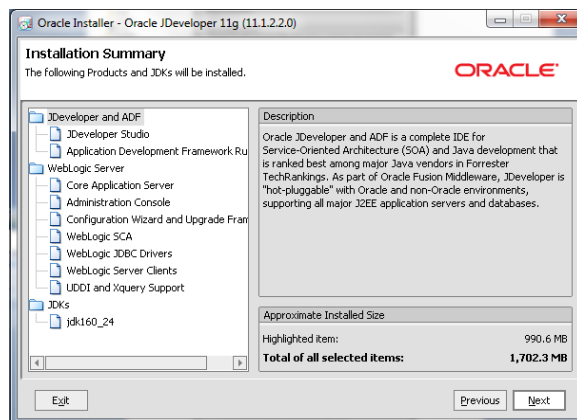 Oracle Installer - Oracle JDeveloper 11g (11.1.2.2.0)
Installation Summary
The following Products and JDKs will be installed.
ORACLE
JDeveloper and ADF
JDeveloper Studio
Application Development Framework Ru
WebLogic Server
Core Application Server
Administration Console
Configuration Wizard and Upgrade Fram
WebLogic SCA
WebLogic JDBC Drivers
WebLogic Server Clients
UDDI and Xquery Support
JDKs
jdk160_24
Description
Oracle JDeveloper and ADF is a complete IDE for
Service-Oriented Architecture (SOA) and Java development that
is ranked best among major Java vendors in Forrester
TechRankings. As part of Oracle Fusion Middleware, JDeveloper is
"hot-pluggable" with Oracle and non-Oracle environments,
supporting all major J2EE application servers and databases.
Approximate Installed Size
Highlighted item: 990.6 MB
Total of all selected items: 1,702.3 MB
Exit
Previous
Next